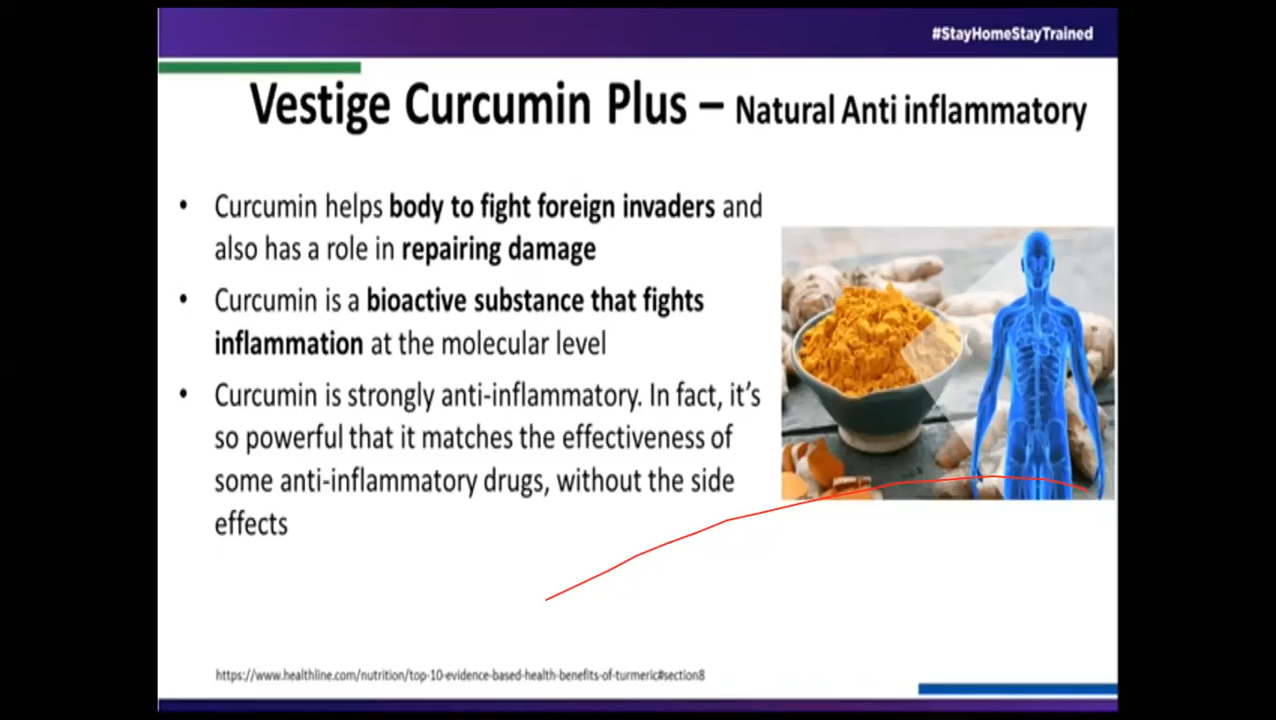 #StayHomeStayTrained
Vestige Curcumin Plus – Natural Anti inflammatory
• Curcumin helps body to fight foreign invaders and
also has a role in repairing damage
• Curcumin is a bioactive substance that fights
inflammation at the molecular level
• Curcumin is strongly anti-inflammatory. In fact, it’s
so powerful that it matches the effectiveness of
some anti-inflammatory drugs, without the side
effects
https://www.healthline.com/nutrition/top-10-evidence-based-health-benefits-of-turmeric#section8